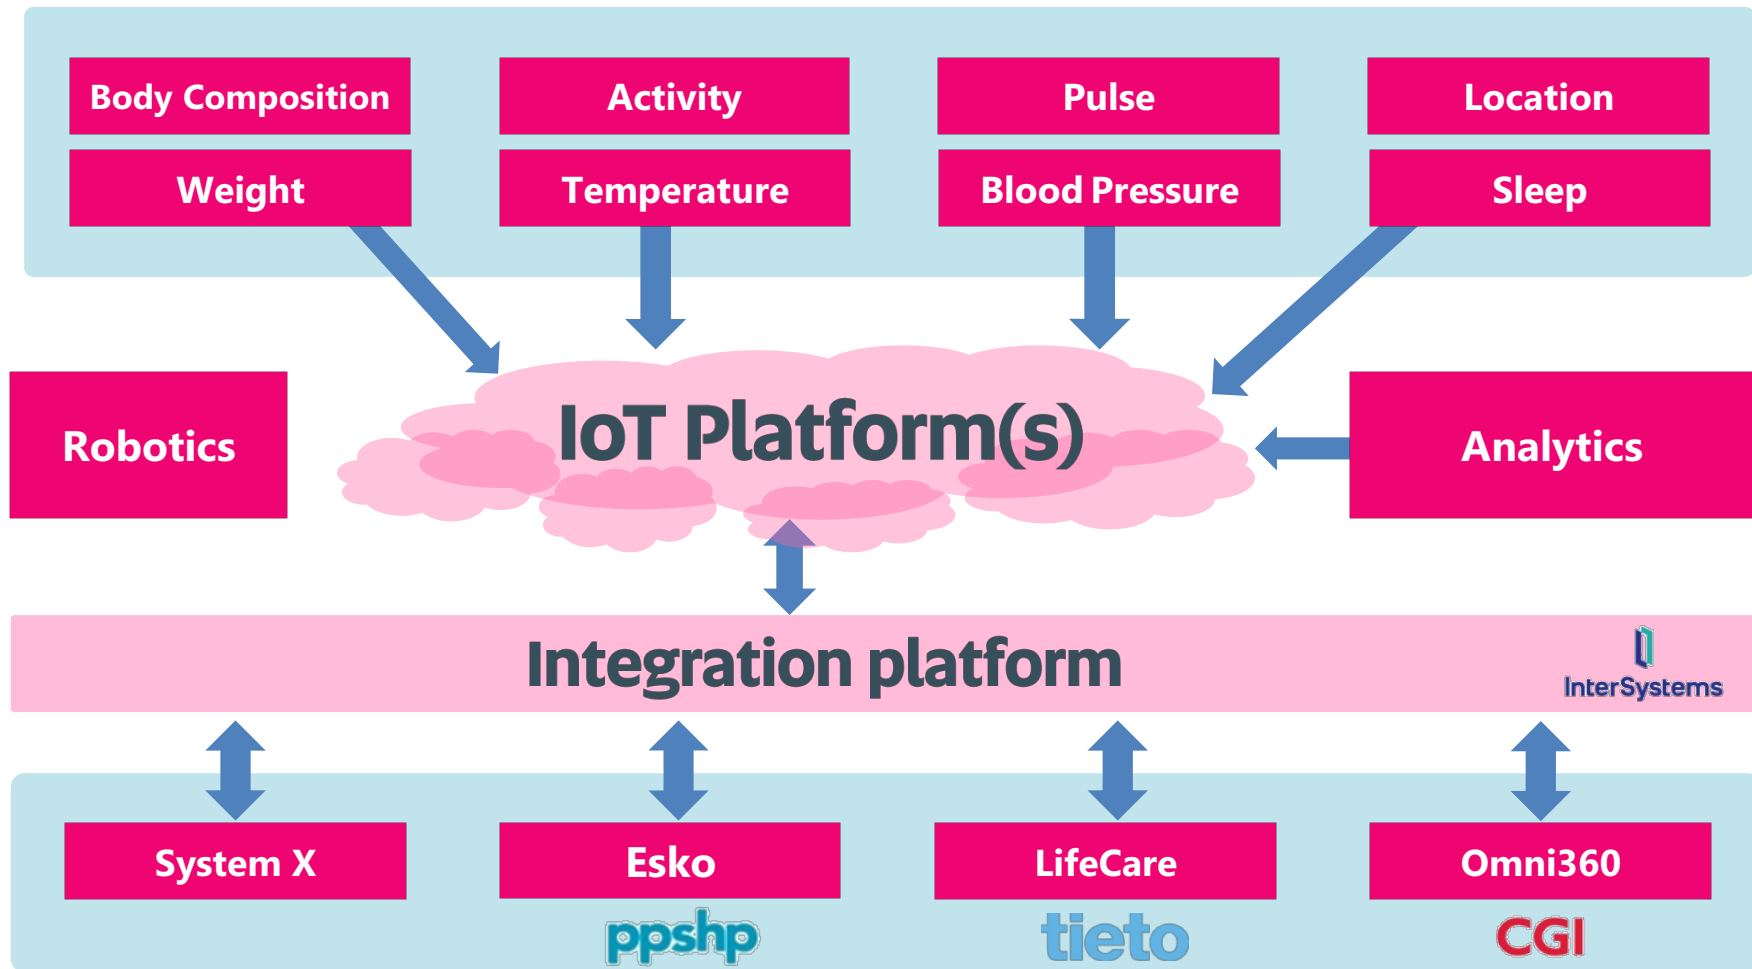 Body Composition
Activity
Pulse
Location
Weight
Temperature
Blood Pressure
Sleep
Robotics
IoT Platform(s)
Analytics
Integration platform
InterSystems
System X
Esko
LifeCare
Omni360
ppshp
tieto
CGI